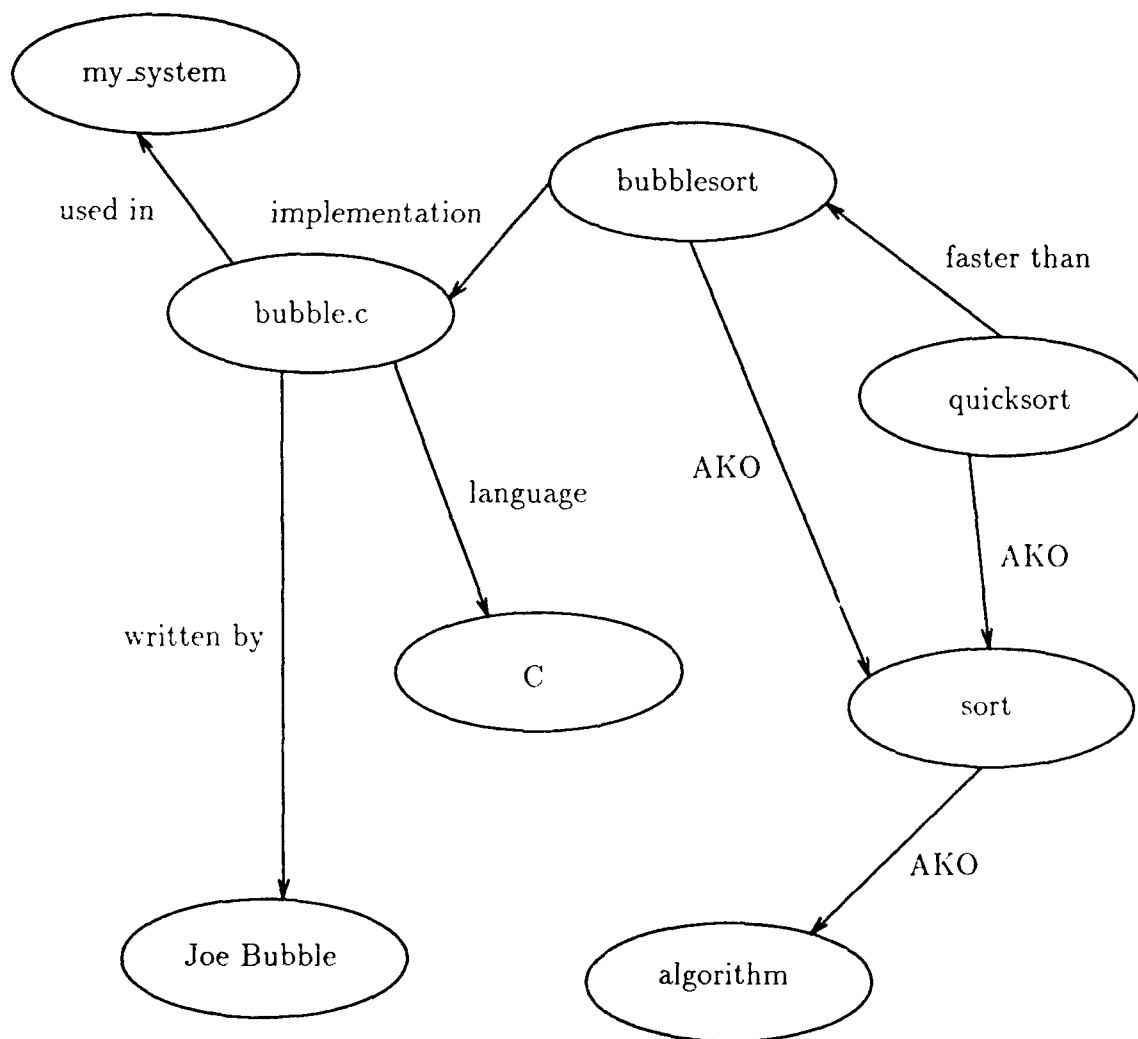 my_system
bubblesort
used in
implementation
faster than
bubble.c
quicksort
AKO
language
AKO
written by
C
sort
AKO
Joe Bubble
algorithm